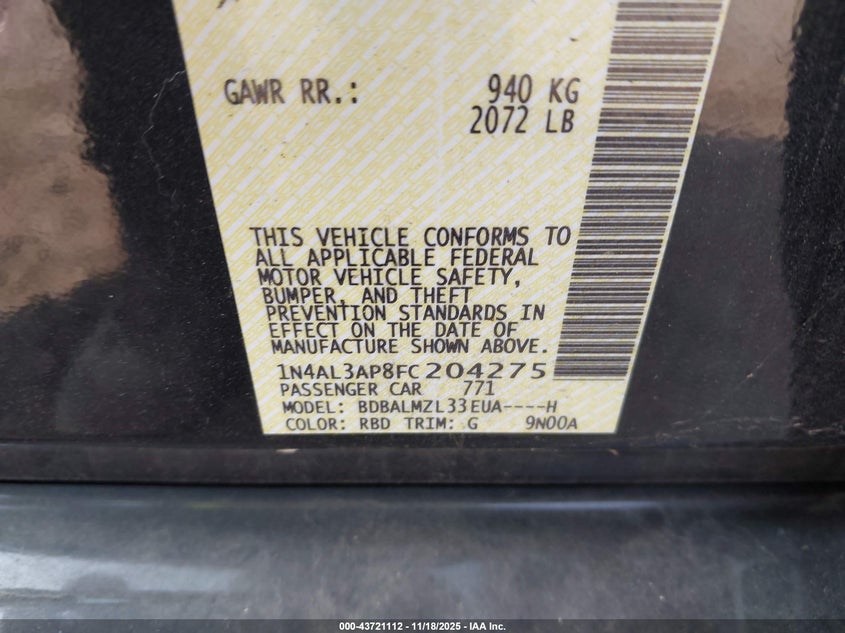 GAWR RR.: 940 KG
2072 LB
THIS VEHICLE CONFORMS TO
ALL APPLICABLE FEDERAL
MOTOR VEHICLE SAFETY,
BUMPER, AND THEFT
PREVENTION STANDARDS IN
EFFECT ON THE DATE OF
MANUFACTURE SHOWN ABOVE.
1N4AL3AP8FC204275
PASSENGER CAR 771
MODEL: BDBALMZL33EUA----H
COLOR: RBD TRIM: G 9N00A
000-43721112 - 11/18/2025 - IAA Inc.